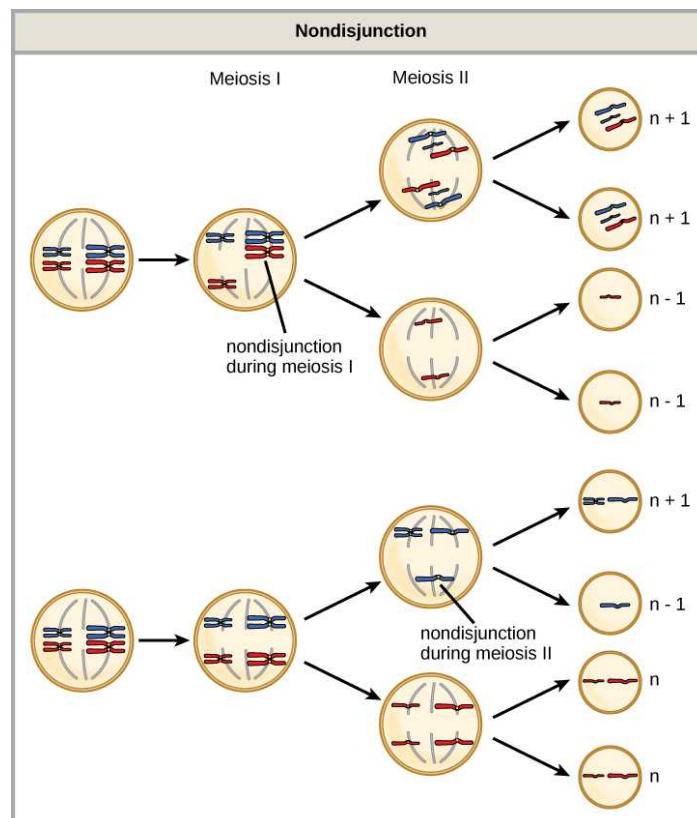 Nondisjunction
Meiosis I
Meiosis II
n + 1
n + 1
nondisjunction
during meiosis I
n - 1
n - 1
n + 1
n - 1
nondisjunction
during meiosis II
n
n